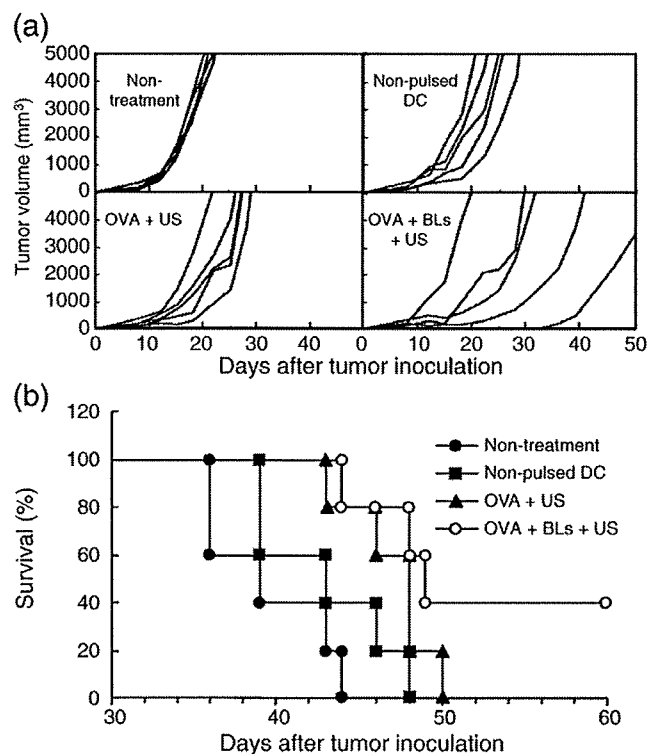 (a)
5000
4000
3000
2000
1000
0
Non-
treatment
Non-pulsed
DC
Tumor volume (mm³)
4000
3000
2000
1000
0
OVA + US
OVA + BLs
+ US
0 20 40 0 10 20 30 40 50
Days after tumor inoculation
(b)
120
100
80
60
40
20
0
Survival (%)
Non-treatment
Non-pulsed DC
OVA + US
OVA + BLs + US
30 40 50 60
Days after tumor inoculation